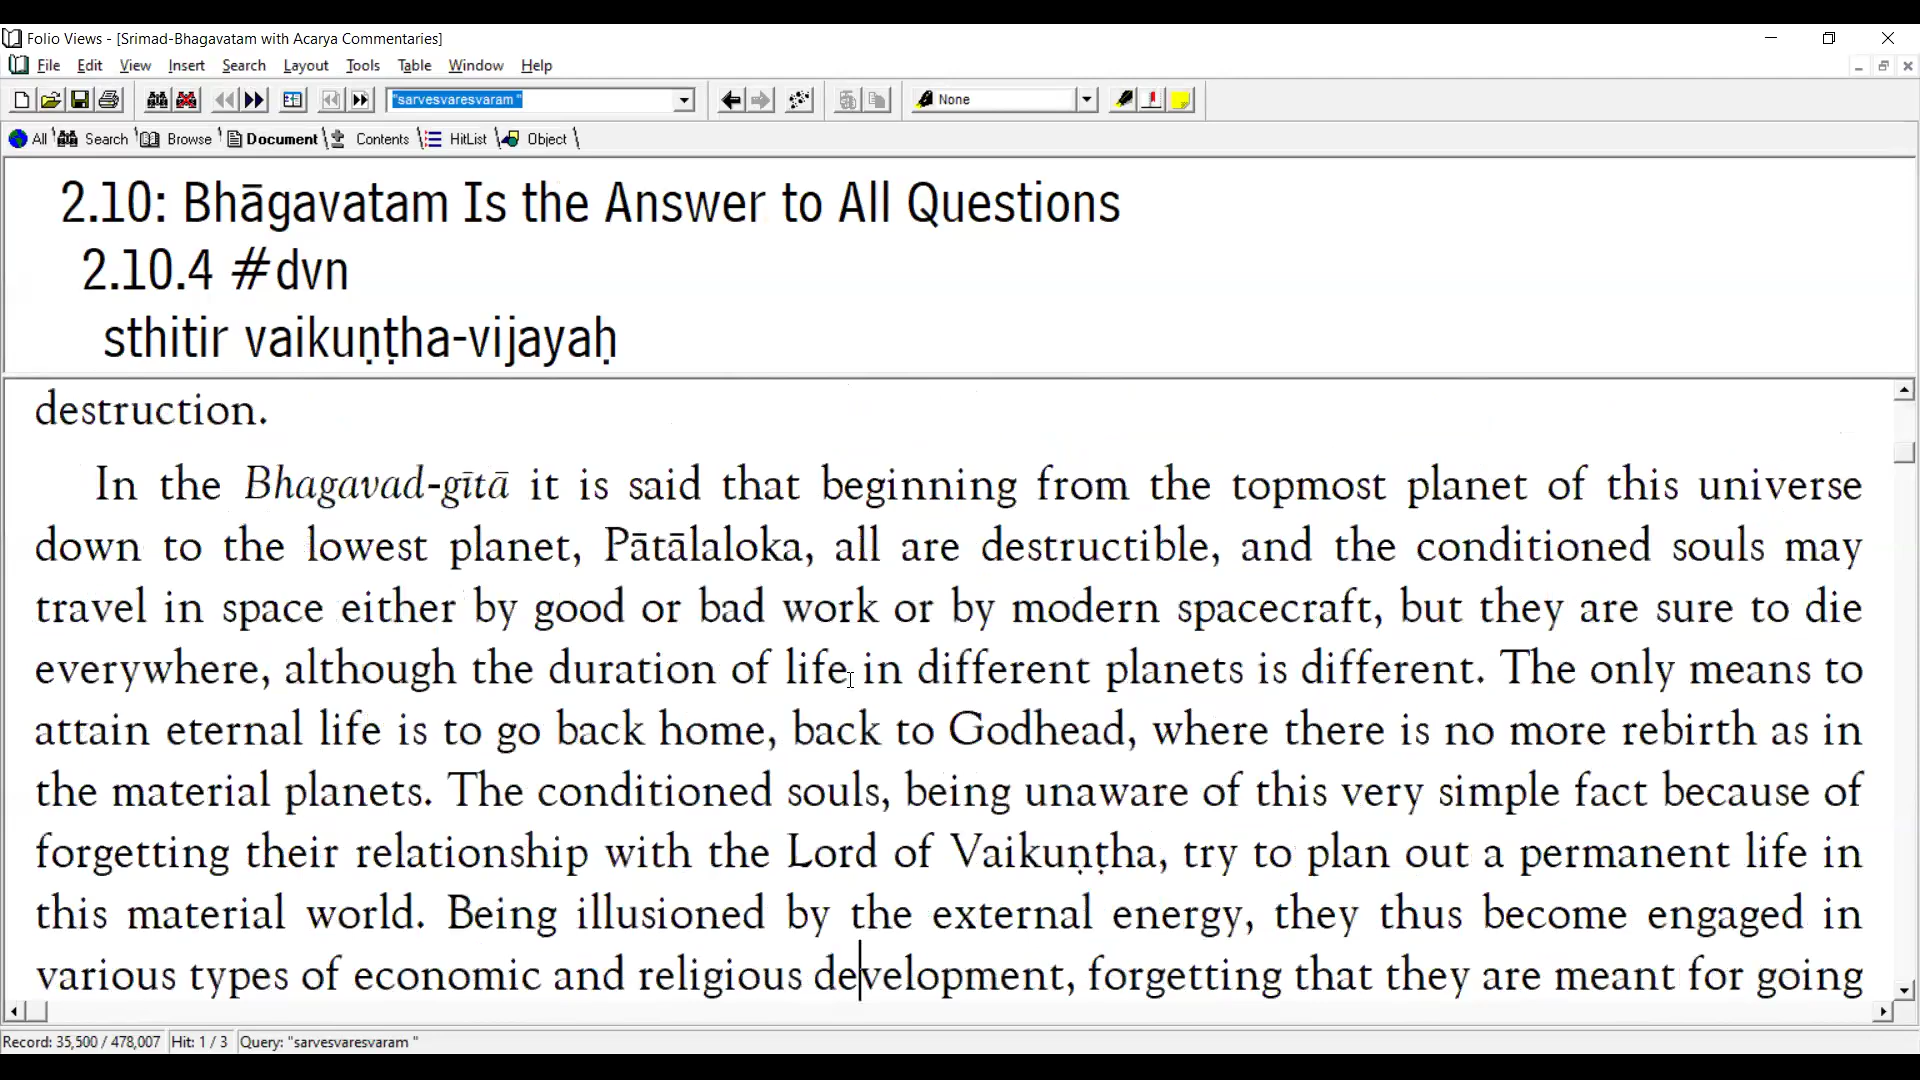 Folio Views - [Srimad-Bhagavatam with Acarya Commentaries]
File Edit View Insert Search Layout Tools Table Window Help
"sarvesvaresvaram " None
All Search Browse Document Contents HitList Object
2.10: Bhāgavatam Is the Answer to All Questions
2.10.4 #dvn
sthitir vaikuṇṭha-vijayaḥ
destruction.
In the Bhagavad-gītā it is said that beginning from the topmost planet of this universe
down to the lowest planet, Pātālaloka, all are destructible, and the conditioned souls may
travel in space either by good or bad work or by modern spacecraft, but they are sure to die
everywhere, although the duration of life in different planets is different. The only means to
attain eternal life is to go back home, back to Godhead, where there is no more rebirth as in
the material planets. The conditioned souls, being unaware of this very simple fact because of
forgetting their relationship with the Lord of Vaikuṇṭha, try to plan out a permanent life in
this material world. Being illusioned by the external energy, they thus become engaged in
various types of economic and religious development, forgetting that they are meant for going
Record: 35,500 / 478,007 Hit: 1 / 3 Query: "sarvesvaresvaram "